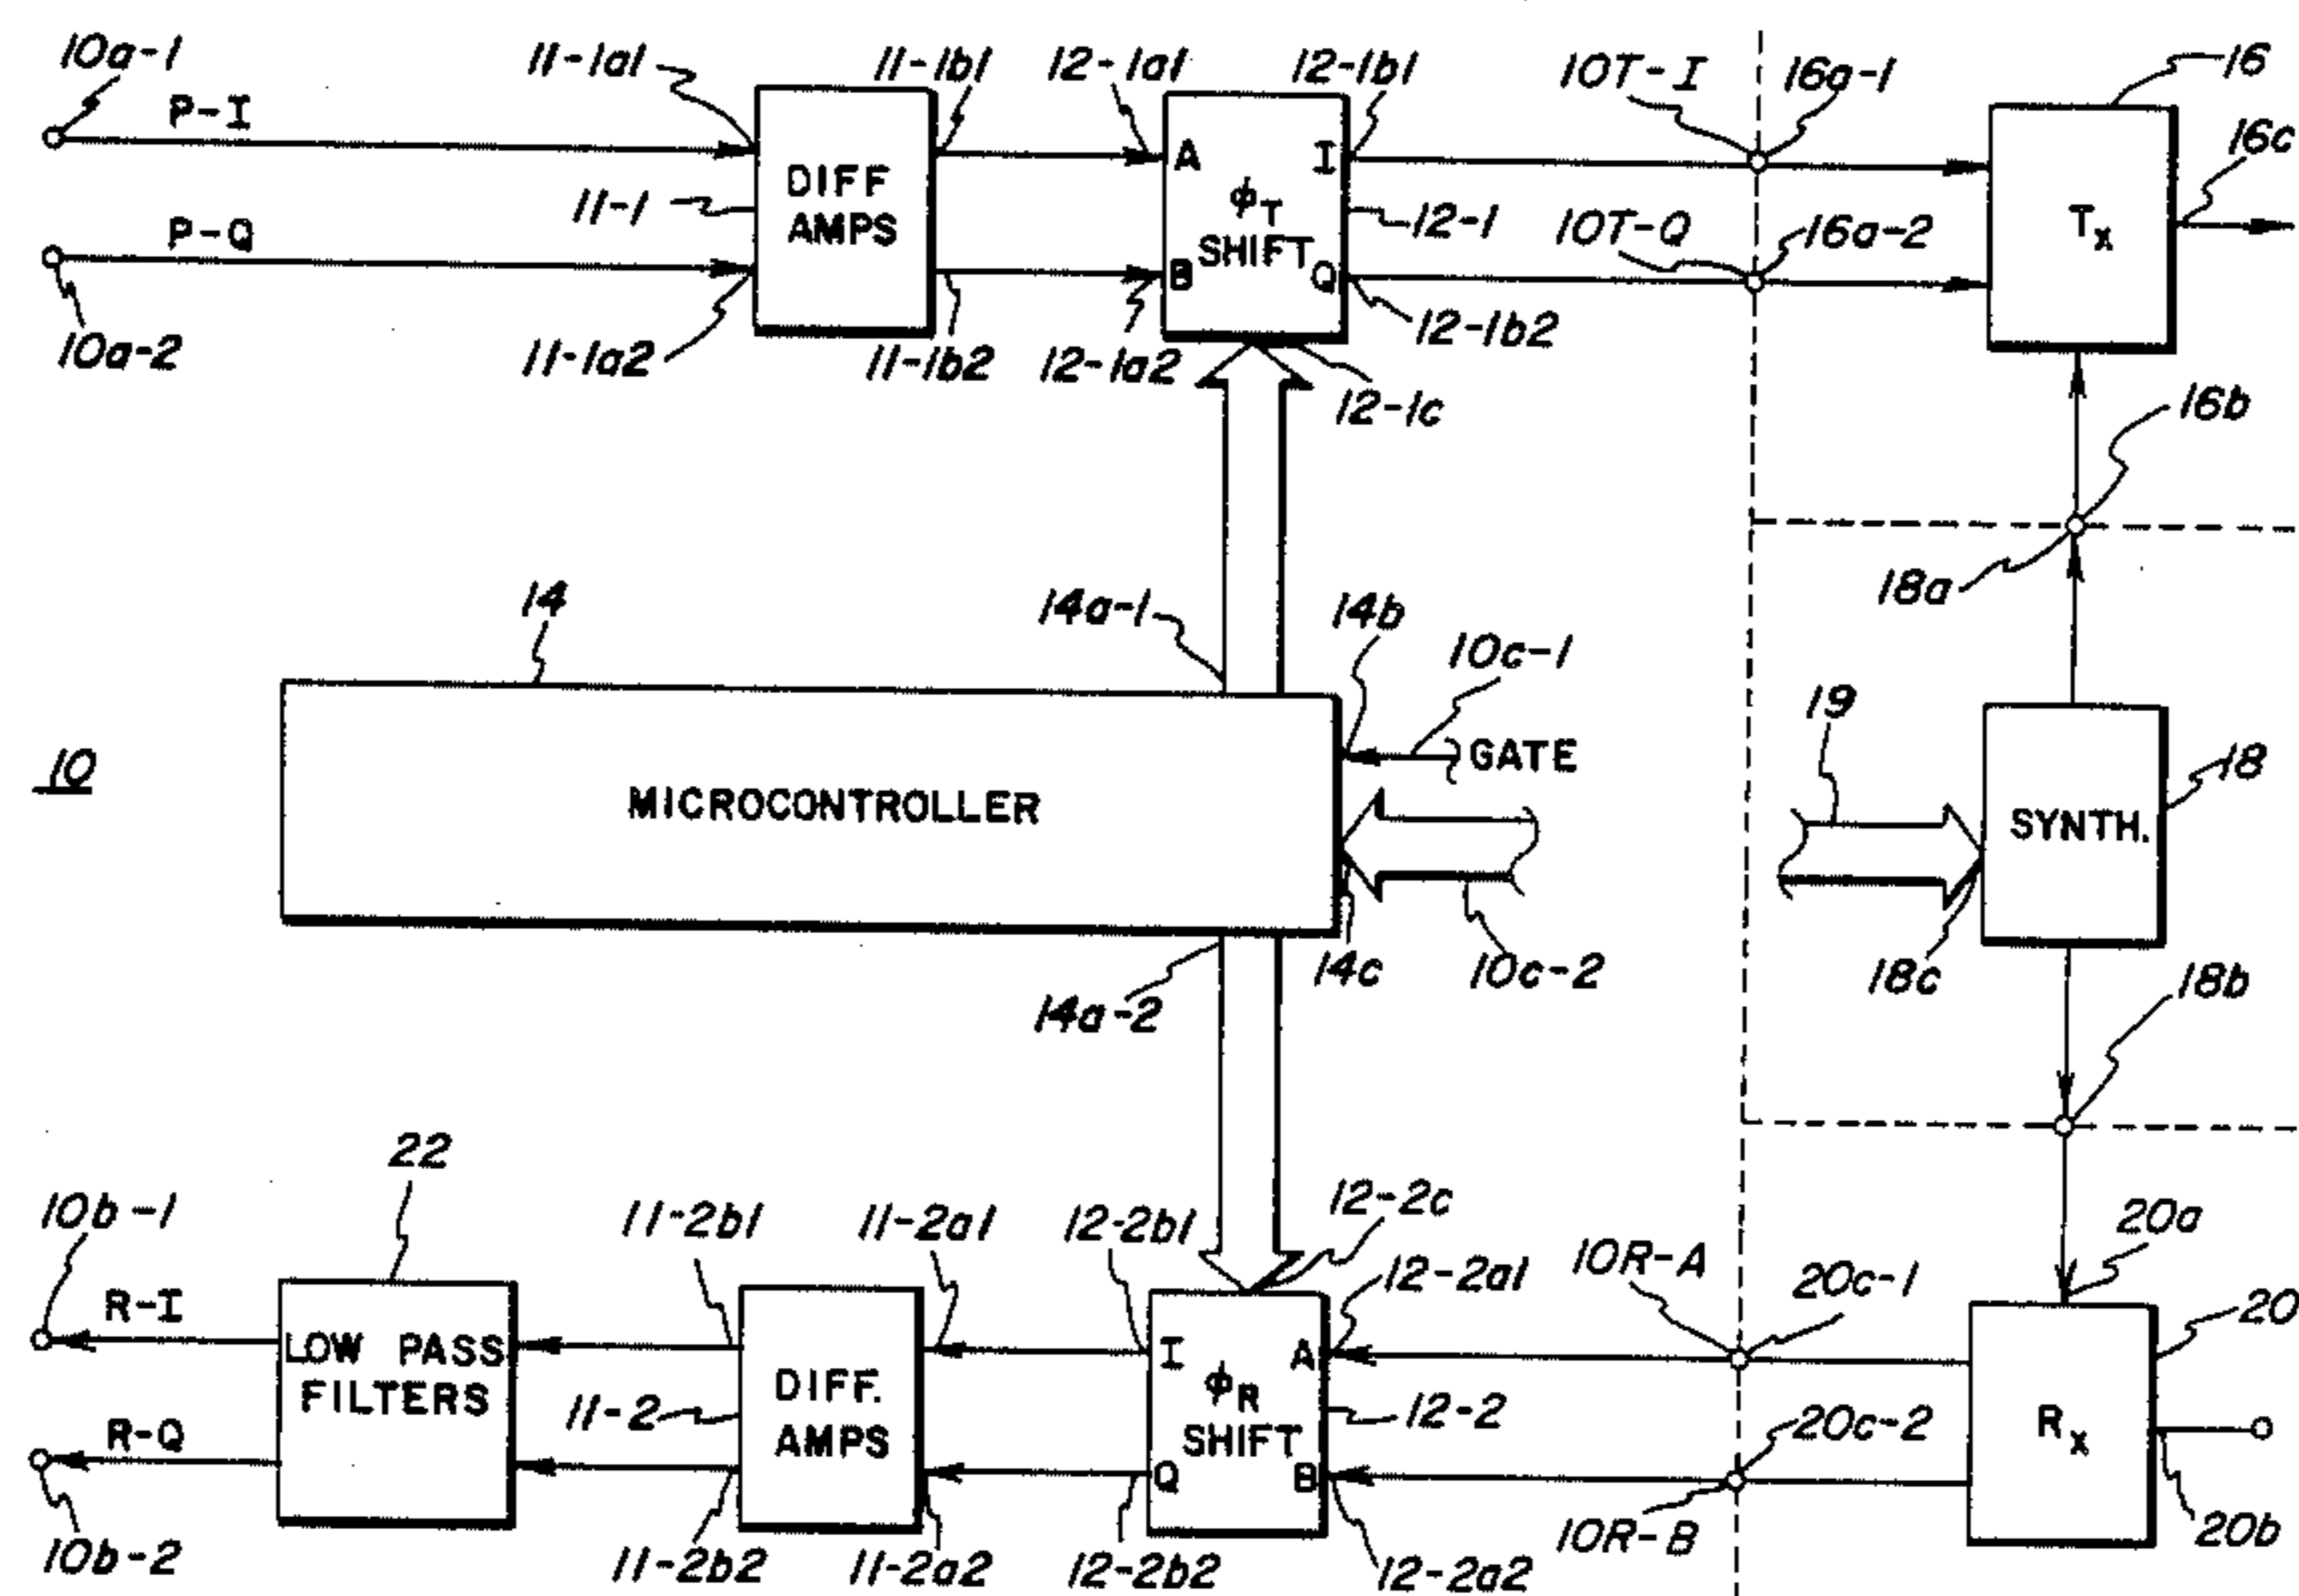 10a-1
P-I
11-1a1
11-1b1
12-1a1
12-1b1
10T-I
16a-1
16
16c
P-Q
10a-2
11-1
DIFF
AMPS
A
I
ΦT
SHIFT
B
Q
12-1
10T-Q
16a-2
Tx
11-1a2
11-1b2
12-1a2
12-1b2
12-1c
16b
18a
14
14a-1
14b
10c-1
GATE
10
MICROCONTROLLER
19
18
SYNTH.
14c
10c-2
18c
14a-2
18b
22
10b-1
R-I
11-2b1
11-2a1
12-2b1
12-2c
12-2a1
10R-A
20c-1
20a
20
LOW PASS
FILTERS
11-2
DIFF.
AMPS
I
A
ΦR
SHIFT
Q
B
12-2
20c-2
Rx
R-Q
10b-2
11-2b2
11-2a2
12-2b2
12-2a2
10R-B
20b